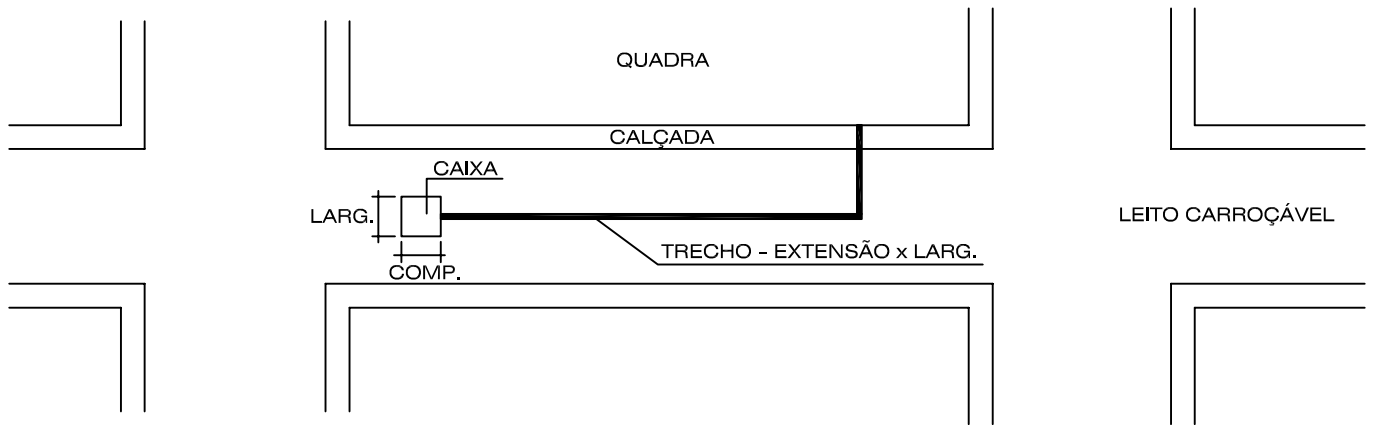 QUADRA
CALÇADA
CAIXA
LARG.
LEITO CARROÇÁVEL
TRECHO - EXTENSÃO x LARG.
COMP.